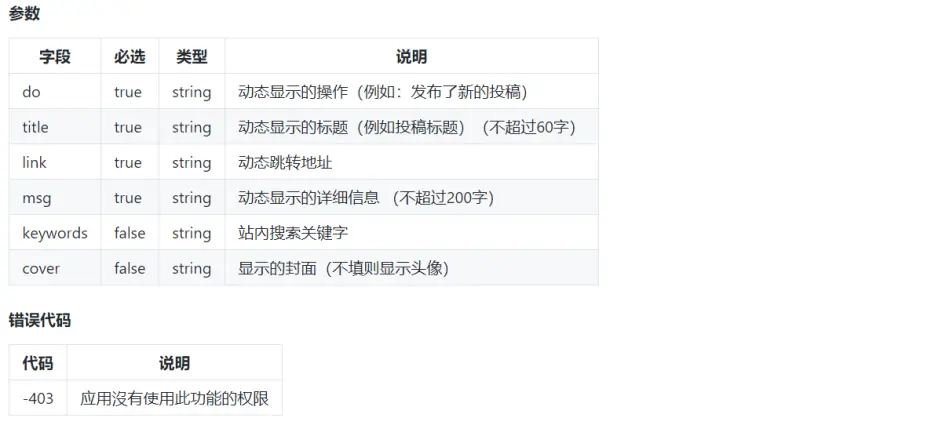 参数
字段 必选 类型 说明
do true string 动态显示的操作（例如：发布了新的投稿）
title true string 动态显示的标题（例如投稿标题）（不超过60字）
link true string 动态跳转地址
msg true string 动态显示的详细信息 （不超过200字）
keywords false string 站内搜索关键字
cover false string 显示的封面（不填则显示头像）
错误代码
代码 说明
-403 应用沒有使用此功能的权限